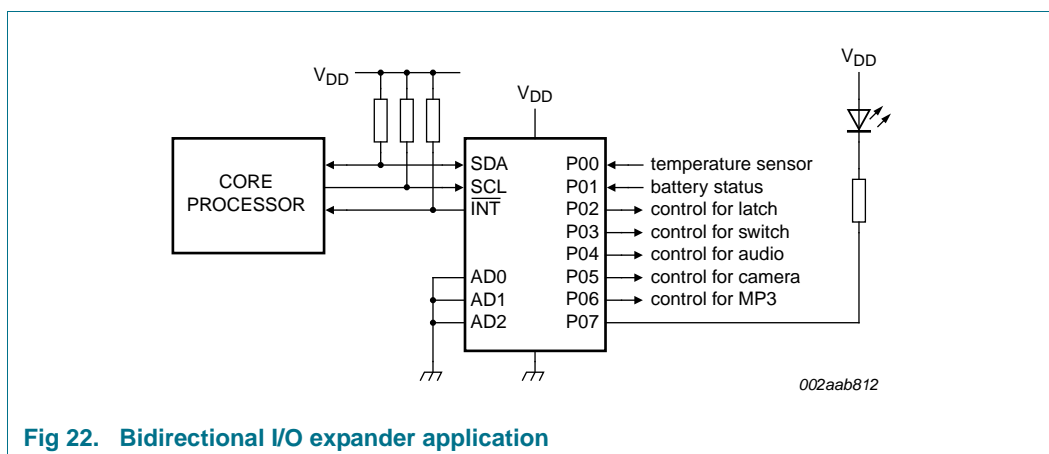 VDD
VDD
VDD
CORE
PROCESSOR
SDA
SCL
INT
AD0
AD1
AD2
P00
P01
P02
P03
P04
P05
P06
P07
temperature sensor
battery status
control for latch
control for switch
control for audio
control for camera
control for MP3
002aab812
Fig 22. Bidirectional I/O expander application